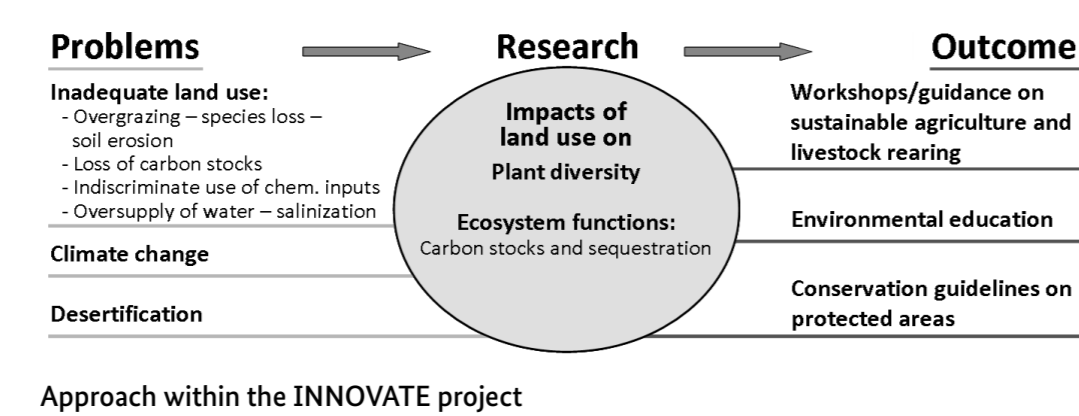 Problems
Research
Outcome
Inadequate land use:
- Overgrazing – species loss –
soil erosion
- Loss of carbon stocks
- Indiscriminate use of chem. inputs
- Oversupply of water – salinization
Climate change
Desertification
Impacts of
land use on
Plant diversity
Ecosystem functions:
Carbon stocks and sequestration
Workshops/guidance on
sustainable agriculture and
livestock rearing
Environmental education
Conservation guidelines on
protected areas
Approach within the INNOVATE project